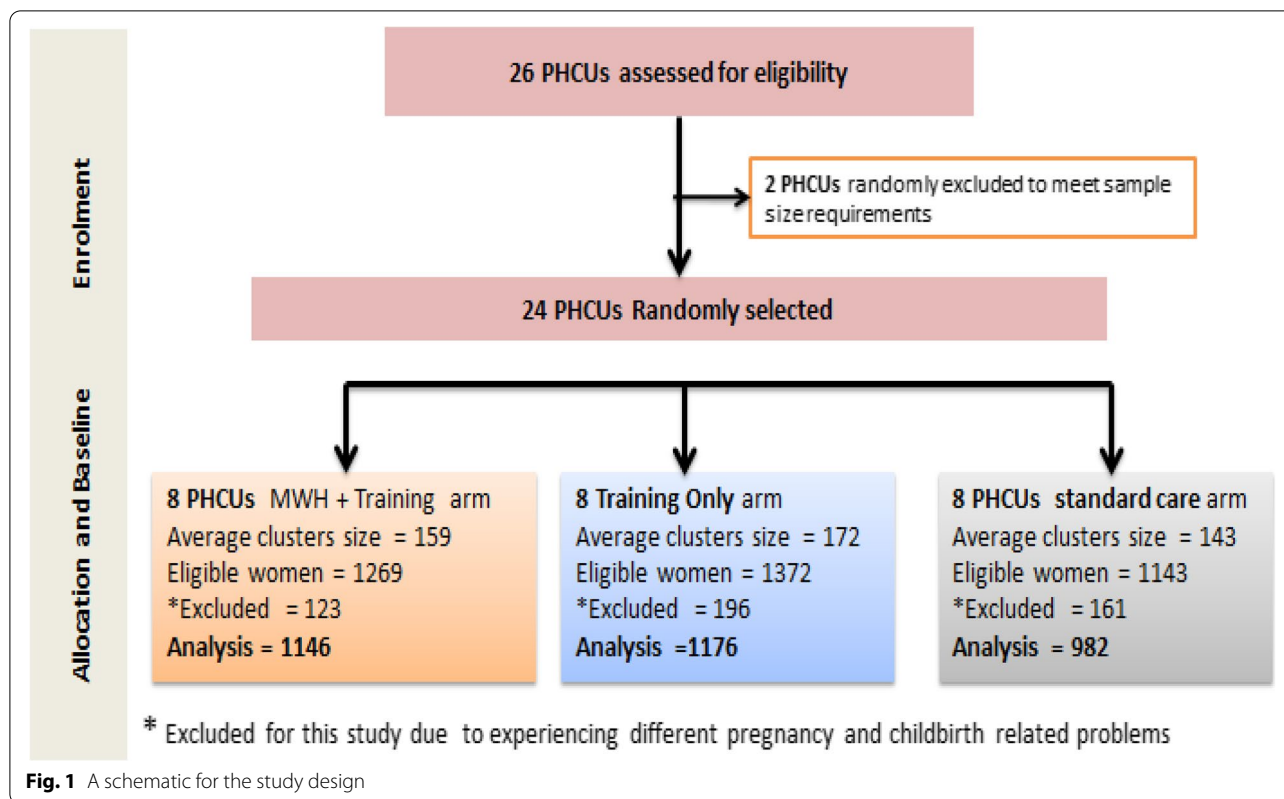 Enrolment
26 PHCUs assessed for eligibility
2 PHCUs randomly excluded to meet sample
size requirements
24 PHCUs Randomly selected
Allocation and Baseline
8 PHCUs MWH + Training arm
Average clusters size = 159
Eligible women = 1269
*Excluded = 123
Analysis = 1146
8 Training Only arm
Average clusters size = 172
Eligible women = 1372
*Excluded = 196
Analysis =1176
8 PHCUs standard care arm
Average clusters size = 143
Eligible women = 1143
*Excluded = 161
Analysis = 982
* Excluded for this study due to experiencing different pregnancy and childbirth related problems
Fig. 1 A schematic for the study design